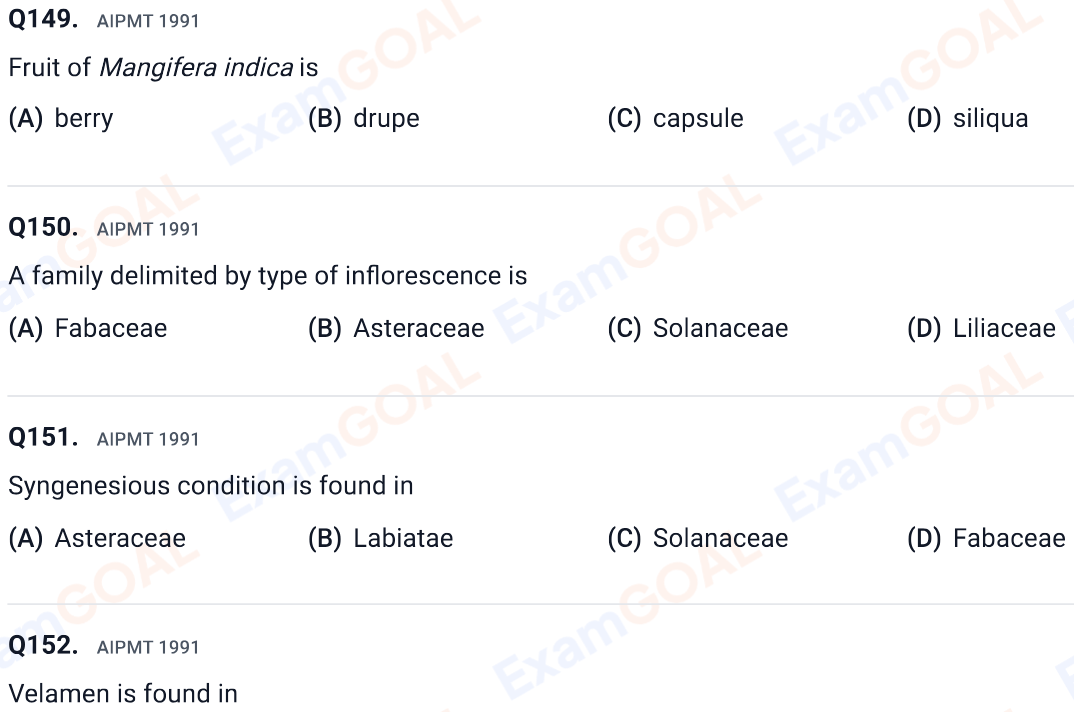 Q149. AIPMT 1991
Fruit of Mangifera indica is
(A) berry (B) drupe (C) capsule (D) siliqua
Q150. AIPMT 1991
A family delimited by type of inflorescence is
(A) Fabaceae (B) Asteraceae (C) Solanaceae (D) Liliaceae
Q151. AIPMT 1991
Syngenesious condition is found in
(A) Asteraceae (B) Labiatae (C) Solanaceae (D) Fabaceae
Q152. AIPMT 1991
Velamen is found in